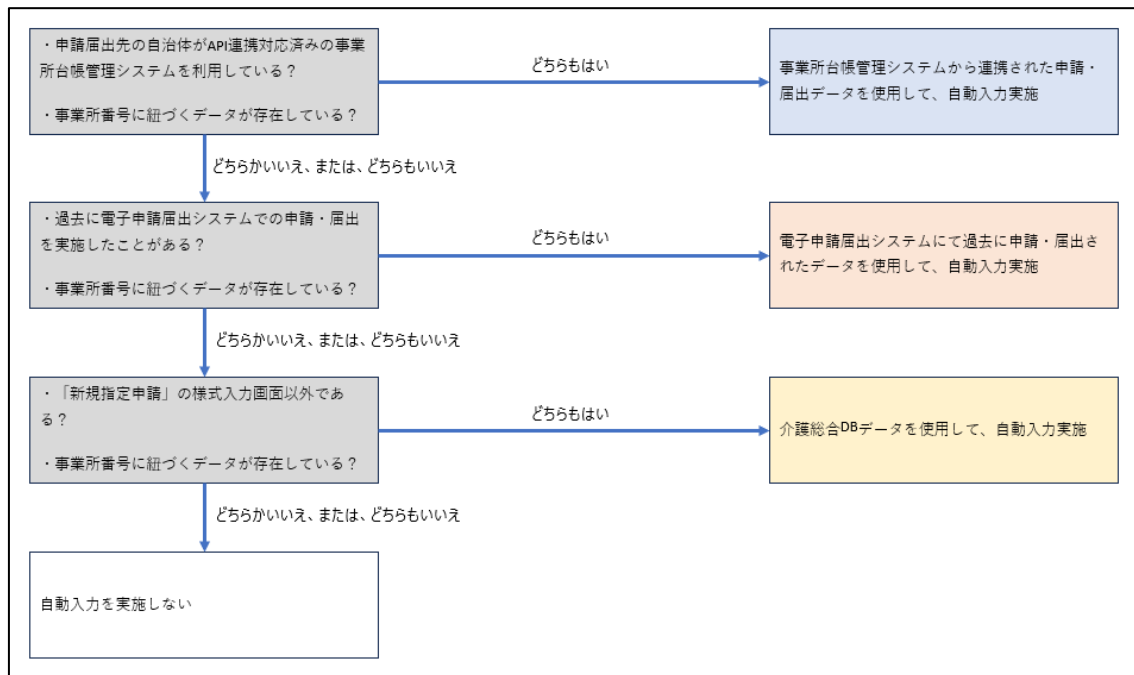 ・申請届出先の自治体がAPI連携対応済みの事業
所台帳管理システムを利用している？
・事業所番号に紐づくデータが存在している？
どちらもはい
事業所台帳管理システムから連携された申請・
届出データを使用して、自動入力実施
どちらかいいえ、または、どちらもいいえ
・過去に電子申請届出システムでの申請・届出
を実施したことがある？
・事業所番号に紐づくデータが存在している？
どちらもはい
電子申請届出システムにて過去に申請・届出さ
れたデータを使用して、自動入力実施
どちらかいいえ、または、どちらもいいえ
・「新規指定申請」の様式入力画面以外であ
る？
・事業所番号に紐づくデータが存在している？
どちらもはい
介護総合DBデータを使用して、自動入力実施
どちらかいいえ、または、どちらもいいえ
自動入力を実施しない